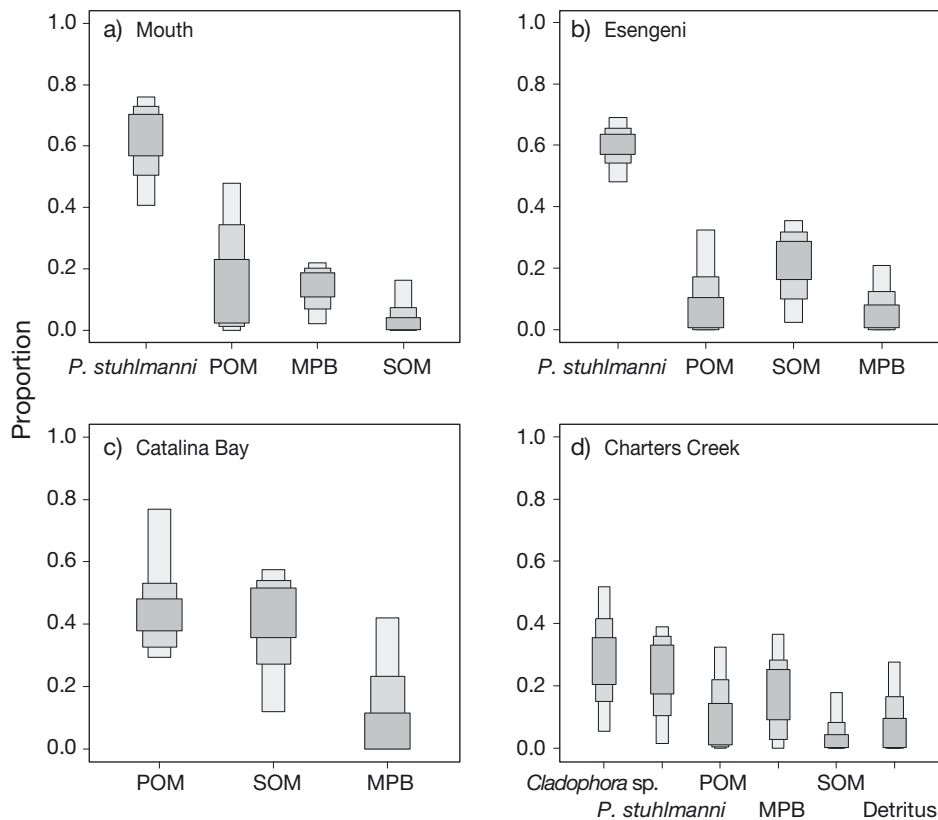 Proportion
a) Mouth
1.0
0.8
0.6
0.4
0.2
0.0
P. stuhlmanni POM MPB SOM
b) Esengeni
1.0
0.8
0.6
0.4
0.2
0.0
P. stuhlmanni POM SOM MPB
c) Catalina Bay
1.0
0.8
0.6
0.4
0.2
0.0
POM SOM MPB
d) Charters Creek
1.0
0.8
0.6
0.4
0.2
0.0
Cladophora sp. POM SOM
P. stuhlmanni MPB Detritus